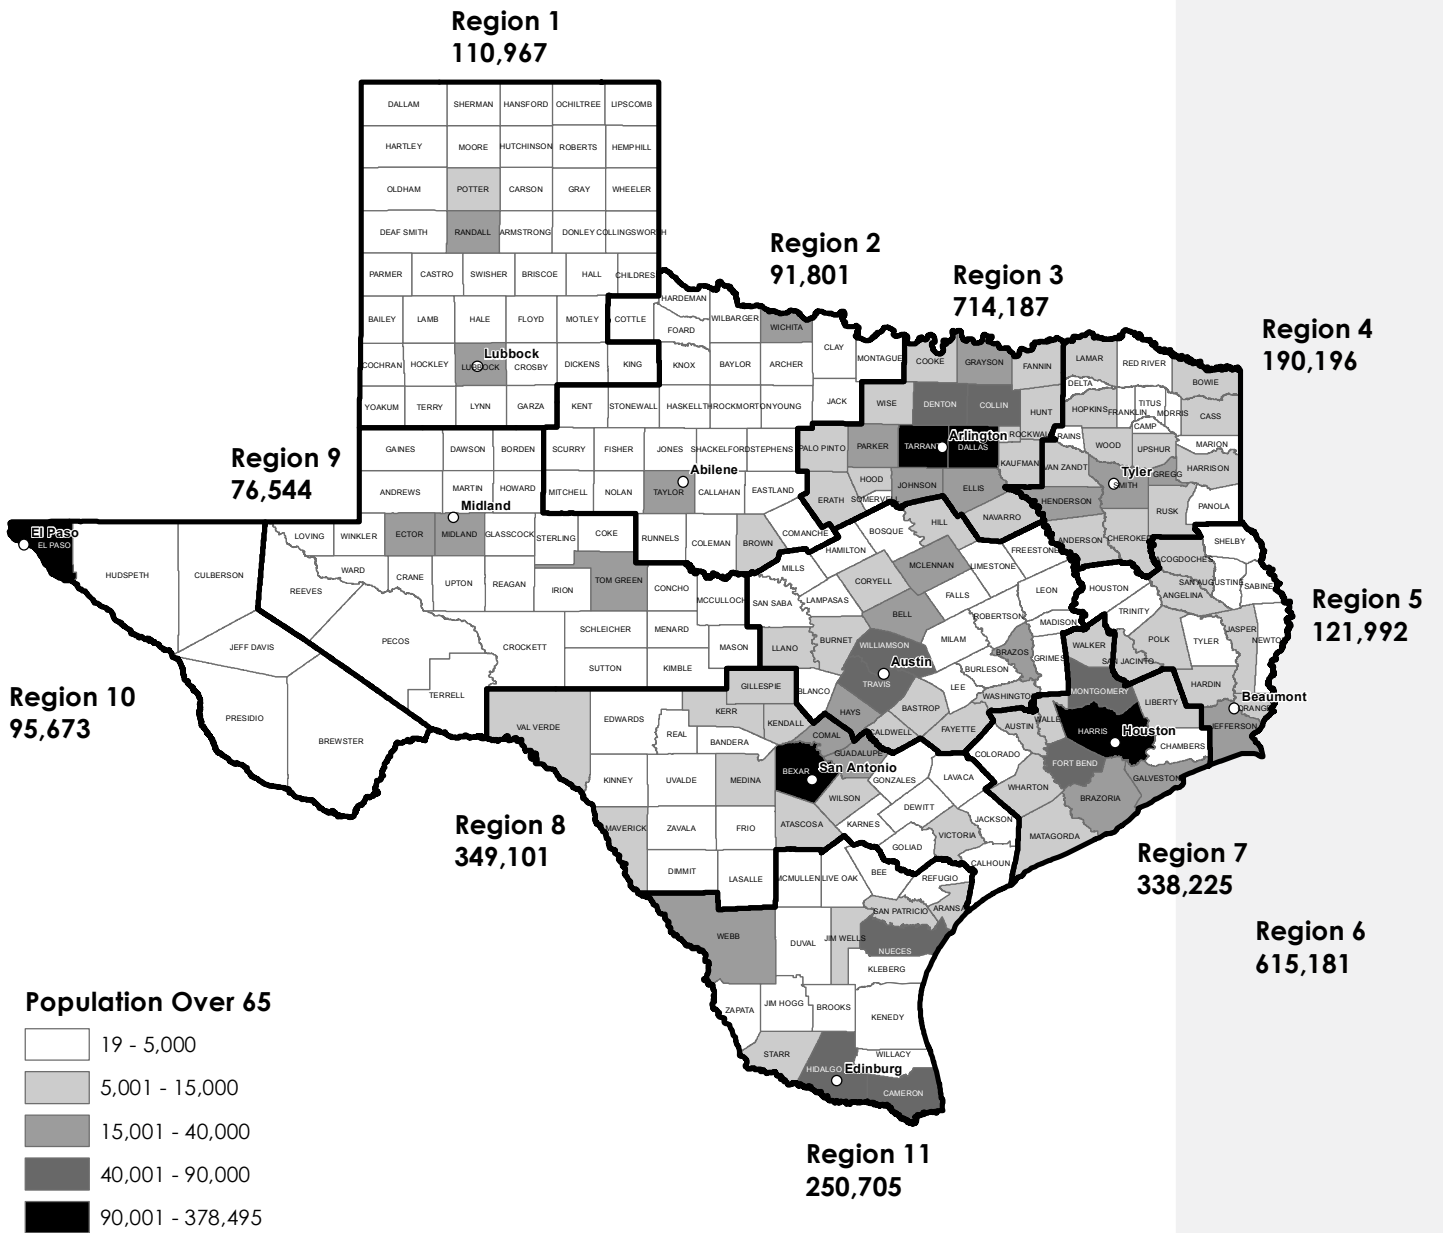 Region 1
110,967
DALLAM SHERMAN HANSFORD OCHILTREE LIPSCOMB
HARTLEY MOORE HUTCHINSON ROBERTS HEMPHILL
OLDHAM POTTER CARSON GRAY WHEELER
DEAF SMITH RANDALL ARMSTRONG DONLEY COLLINGSWORTH
Region 2
91,801
Region 3
714,187
PARMER CASTRO SWISHER BRISCOE HALL CHILDRES
HARDEMAN
BAILEY LAMB HALE FLOYD MOTLEY COTTLE FOARD WILBARGER WICHITA
Region 4
190,196
CLAY MONTAGUE COOKE GRAYSON FANNIN LAMAR RED RIVER BOWIE
Lubbock
COCHRAN HOCKLEY LUBBOCK CROSBY DICKENS KING KNOX BAYLOR ARCHER
DELTA
YOAKUM TERRY LYNN GARZA KENT STONEWALL HASKELL THROCKMORTON YOUNG JACK WISE DENTON COLLIN HUNT HOPKINS FRANKLIN TITUS MORRIS CASS
CAMP
Region 9
76,544
GAINES DAWSON BORDEN SCURRY FISHER JONES SHACKELFORD STEPHENS PALO PINTO PARKER TARRANT Arlington DALLAS ROCKWAL RAINS WOOD UPSHUR MARION
KAUFMAN VAN ZANDT Tyler GREGG HARRISON
Abilene
ANDREWS MARTIN HOWARD MITCHELL NOLAN TAYLOR CALLAHAN EASTLAND ERATH HOOD SOMERVELL JOHNSON ELLIS HENDERSON SMITH RUSK PANOLA
Midland
El Paso
EL PASO HUDSPETH CULBERSON LOVING WINKLER ECTOR MIDLAND GLASSCOCK STERLING COKE RUNNELS COLEMAN BROWN COMANCHE HAMILTON BOSQUE HILL NAVARRO ANDERSON CHEROKEE SHELBY
REEVES WARD CRANE UPTON REAGAN IRION TOM GREEN CONCHO MCCULLOCH MILLS CORYELL MCLENNAN LIMESTONE FREESTONE ACOGDOCHES SAN AUGUSTINE SABINE
SAN SABA LAMPASAS BELL FALLS LEON HOUSTON ANGELINA
Region 5
121,992
JEFF DAVIS PECOS CROCKETT SCHLEICHER MENARD MASON LLANO BURNET WILLIAMSON MILAM ROBERTSON MADISON TRINITY POLK TYLER JASPER NEWTO
SUTTON KIMBLE Austin BRAZOS GRIMES WALKER SAN JACINTO
Region 10
95,673
PRESIDIO BREWSTER TERRELL GILLESPIE BLANCO TRAVIS LEE BURLESON WASHINGTO MONTGOMERY LIBERTY HARDIN Beaumont
ORANGE
VAL VERDE EDWARDS REAL KERR KENDALL HAYS BASTROP FAYETTE AUSTIN WALLE HARRIS Houston JEFFERSON
BANDERA COMAL CALDWELL GUADALUPE COLORADO FORT BEND CHAMBERS
KINNEY UVALDE MEDINA BEXAR San Antonio GONZALES LAVACA WHARTON BRAZORIA GALVESTON
WILSON DEWITT
Region 8
349,101
MAVERICK ZAVALA FRIO ATASCOSA KARNES GOLIAD VICTORIA JACKSON MATAGORDA
CALHOUN
Region 7
338,225
DIMMIT LASALLE MCMULLEN LIVE OAK BEE REFUGIO
SAN PATRICIO ARANSA
WEBB DUVAL JIM WELLS NUECES
KLEBERG
Region 6
615,181
ZAPATA JIM HOGG BROOKS KENEDY
STARR HIDALGO Edinburg WILLACY
CAMERON
Population Over 65
19 - 5,000
5,001 - 15,000
15,001 - 40,000
40,001 - 90,000
90,001 - 378,495
Region 11
250,705